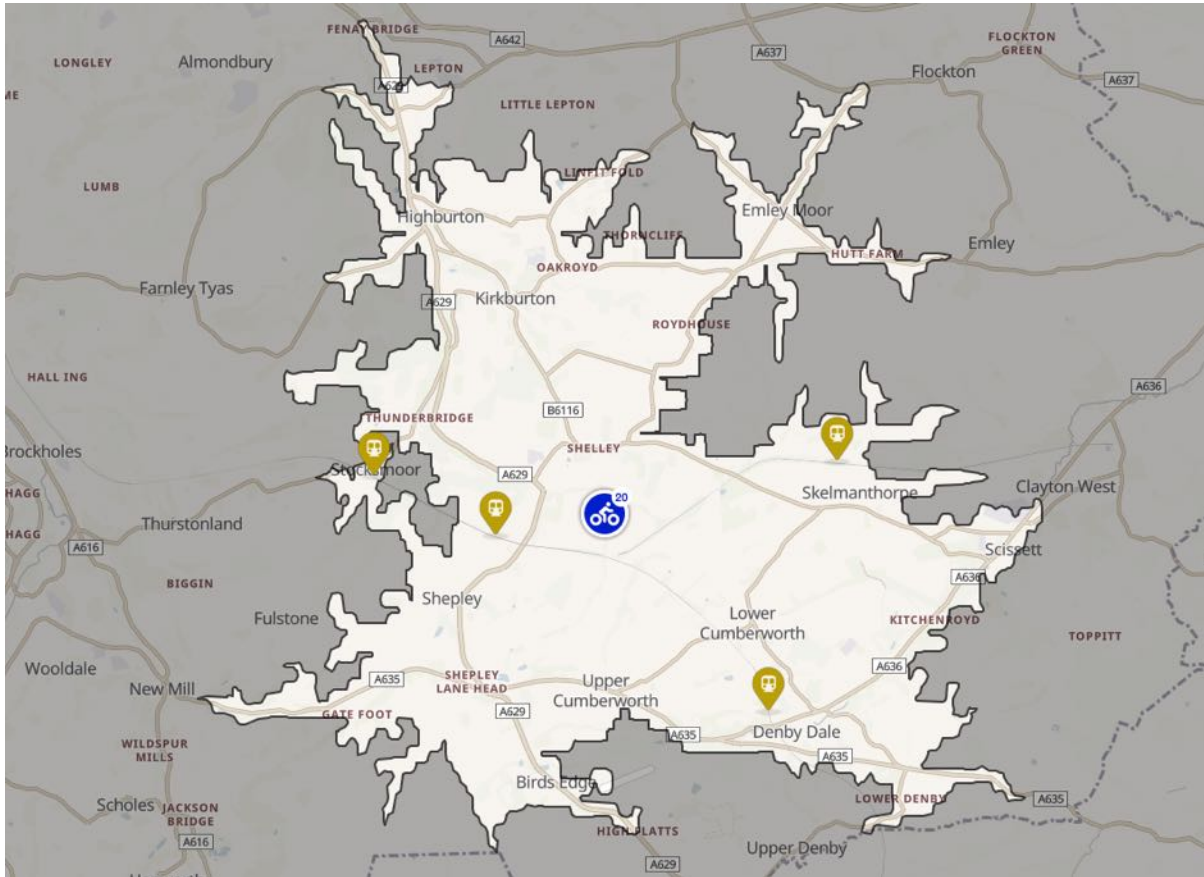 FENAY BRIDGE
A642
FLOCKTON
GREEN
LONGLEY
Almondbury
LEPTON
A637
Flockton
A637
A629
LITTLE LEPTON
LUMB
LINFIT FOLD
Highburton
Emley Moor
THORNCLIFF
Emley
HUTT FARM
OAKROYD
Farnley Tyas
A629
Kirkburton
ROYDHOUSE
HALL ING
A636
B6116
THUNDERBRIDGE
Brockholes
SHELLEY
Stocksmoor
A629
HAGG
Skelmanthorpe
Clayton West
20
Thurstonland
HAGG
A616
Scissett
BIGGIN
A636
Shepley
Fulstone
Lower
Cumberworth
KITCHENROYD
TOPPITT
Wooldale
A636
New Mill
A635
SHEPLEY
LANE HEAD
Upper
Cumberworth
GATE FOOT
A629
A635
Denby Dale
WILDSPUR
MILLS
A635
Birds Edge
Scholes
JACKSON
BRIDGE
LOWER DENBY
A635
HIGH FLATTS
A616
Upper Denby
A629